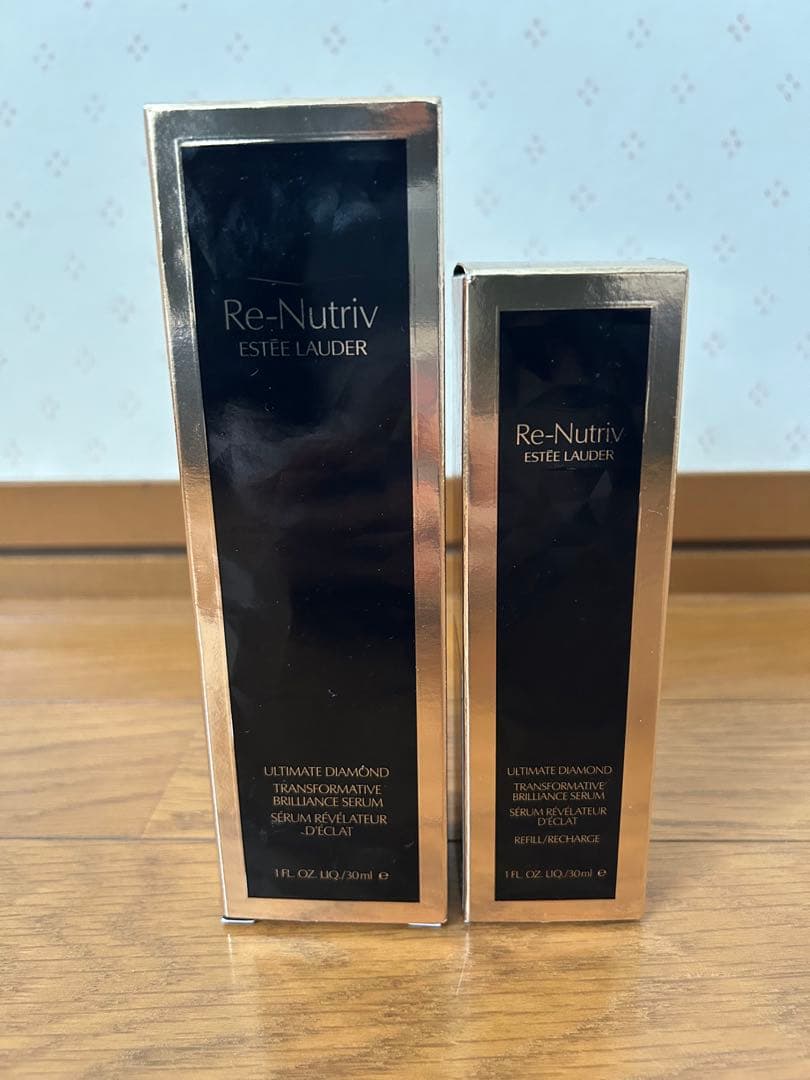 Re-Nutriv
ESTĒE LAUDER
ULTIMATE DIAMOND
TRANSFORMATIVE
BRILLIANCE SERUM
SÉRUM RÉVÉLATEUR
D'ÉCLAT
1 FL. OZ. LIQ./30ml ℮
Re-Nutriv
ESTĒE LAUDER
ULTIMATE DIAMOND
TRANSFORMATIVE
BRILLIANCE SERUM
SÉRUM RÉVÉLATEUR
D'ÉCLAT
REFILL/RECHARGE
1 FL. OZ. LIQ./30ml ℮